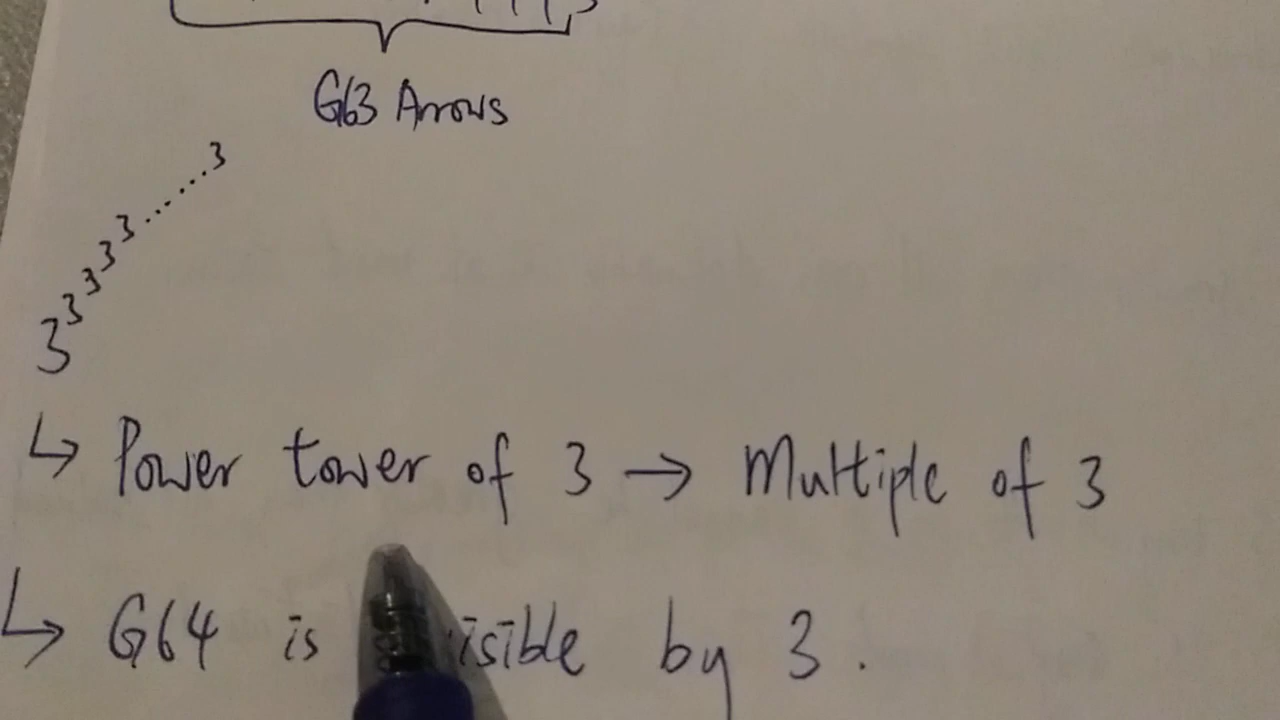 G63 Arrows
3^3^3^3^3......3
↳ Power tower of 3 → Multiple of 3
↳ G64 is isible by 3.